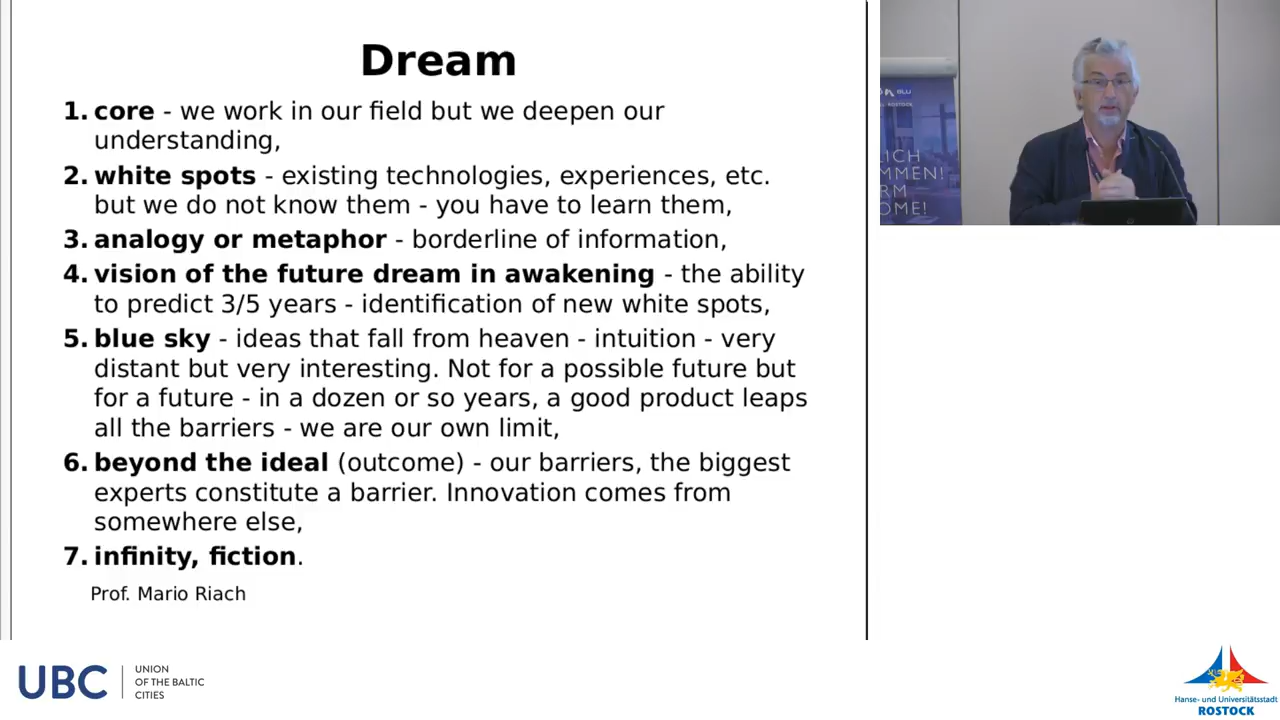 Dream
1. core - we work in our field but we deepen our
understanding,
2. white spots - existing technologies, experiences, etc.
but we do not know them - you have to learn them,
3. analogy or metaphor - borderline of information,
4. vision of the future dream in awakening - the ability
to predict 3/5 years - identification of new white spots,
5. blue sky - ideas that fall from heaven - intuition - very
distant but very interesting. Not for a possible future but
for a future - in a dozen or so years, a good product leaps
all the barriers - we are our own limit,
6. beyond the ideal (outcome) - our barriers, the biggest
experts constitute a barrier. Innovation comes from
somewhere else,
7. infinity, fiction.
Prof. Mario Riach
BLU
ROSTOCK
LICH
MMEN!
RM
OME!
UBC
UNION
OF THE BALTIC
CITIES
Hanse- und Universitätsstadt
ROSTOCK